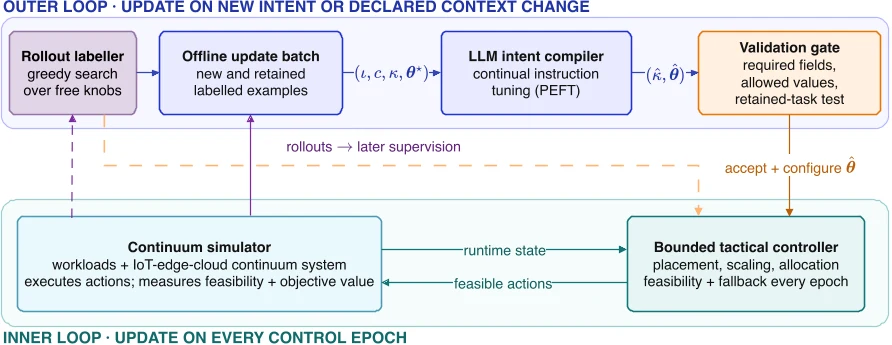 OUTER LOOP · UPDATE ON NEW INTENT OR DECLARED CONTEXT CHANGE
Rollout labeller
greedy search
over free knobs
Offline update batch
new and retained
labelled examples
(ι, c, κ, θ*)
LLM intent compiler
continual instruction
tuning (PEFT)
(κ̂, θ̂)
Validation gate
required fields,
allowed values,
retained-task test
rollouts → later supervision
accept + configure θ̂
Continuum simulator
workloads + IoT-edge-cloud continuum system
executes actions; measures feasibility + objective value
runtime state
feasible actions
Bounded tactical controller
placement, scaling, allocation
feasibility + fallback every epoch
INNER LOOP · UPDATE ON EVERY CONTROL EPOCH